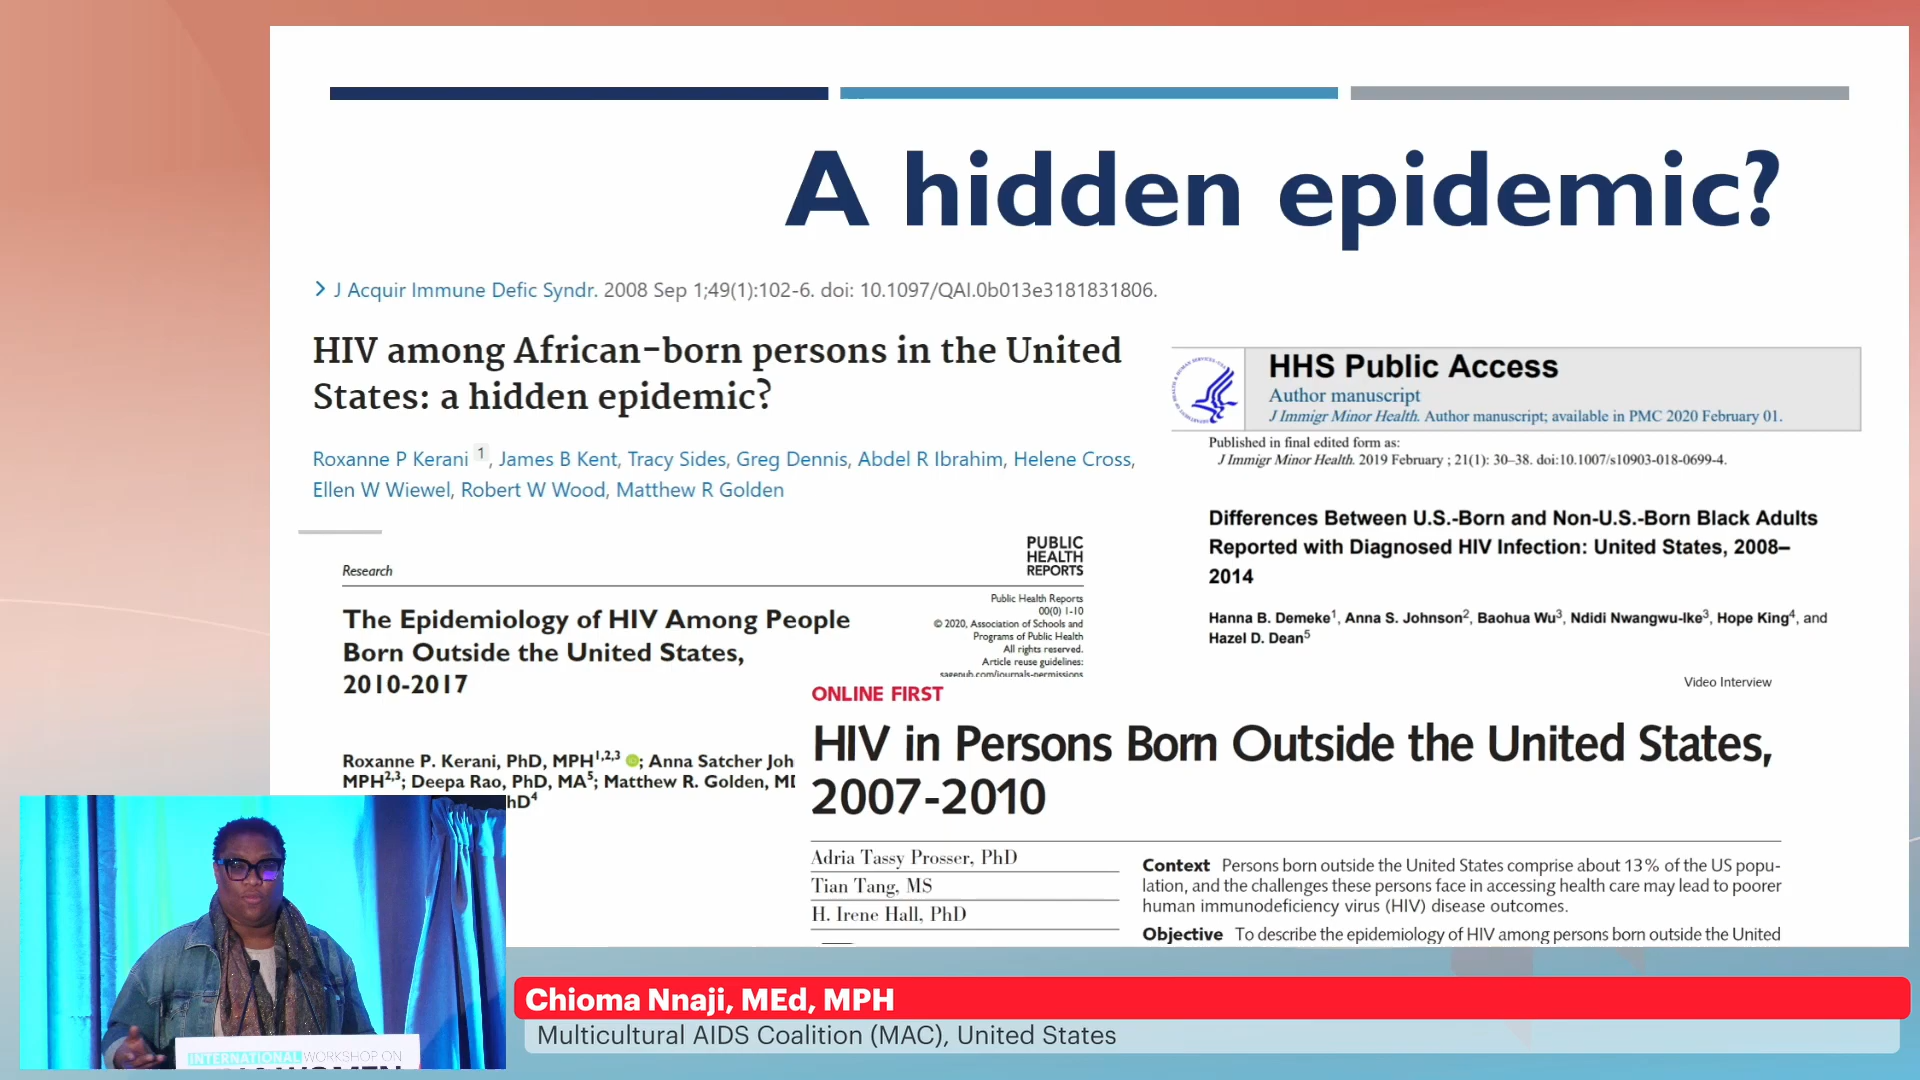 A hidden epidemic?
J Acquir Immune Defic Syndr. 2008 Sep 1;49(1):102-6. doi: 10.1097/QAI.0b013e3181831806.
HIV among African-born persons in the United
States: a hidden epidemic?
Roxanne P Kerani 1, James B Kent, Tracy Sides, Greg Dennis, Abdel R Ibrahim, Helene Cross,
Ellen W Wiewel, Robert W Wood, Matthew R Golden
HHS Public Access
Author manuscript
J Immigr Minor Health. Author manuscript; available in PMC 2020 February 01.
Published in final edited form as:
J Immigr Minor Health. 2019 February ; 21(1): 30–38. doi:10.1007/s10903-018-0699-4.
Differences Between U.S.-Born and Non-U.S.-Born Black Adults
Reported with Diagnosed HIV Infection: United States, 2008–
2014
Hanna B. Demeke1, Anna S. Johnson2, Baohua Wu3, Ndidi Nwangwu-Ike3, Hope King4, and
Hazel D. Dean5
Research
PUBLIC
HEALTH
REPORTS
The Epidemiology of HIV Among People
Born Outside the United States,
2010-2017
Public Health Reports
00(0) 1-10
© 2020, Association of Schools and
Programs of Public Health
All rights reserved.
Article reuse guidelines:
sagepub.com/journals-permissions
Roxanne P. Kerani, PhD, MPH1,2,3; Anna Satcher Joh
MPH2,3; Deepa Rao, PhD, MA5; Matthew R. Golden, MD
hD4
Video Interview
ONLINE FIRST
HIV in Persons Born Outside the United States,
2007-2010
Adria Tassy Prosser, PhD
Tian Tang, MS
H. Irene Hall, PhD
Context Persons born outside the United States comprise about 13% of the US popu-
lation, and the challenges these persons face in accessing health care may lead to poorer
human immunodeficiency virus (HIV) disease outcomes.
Objective To describe the epidemiology of HIV among persons born outside the United
INTERNATIONAL WORKSHOP ON
Chioma Nnaji, MEd, MPH
Multicultural AIDS Coalition (MAC), United States